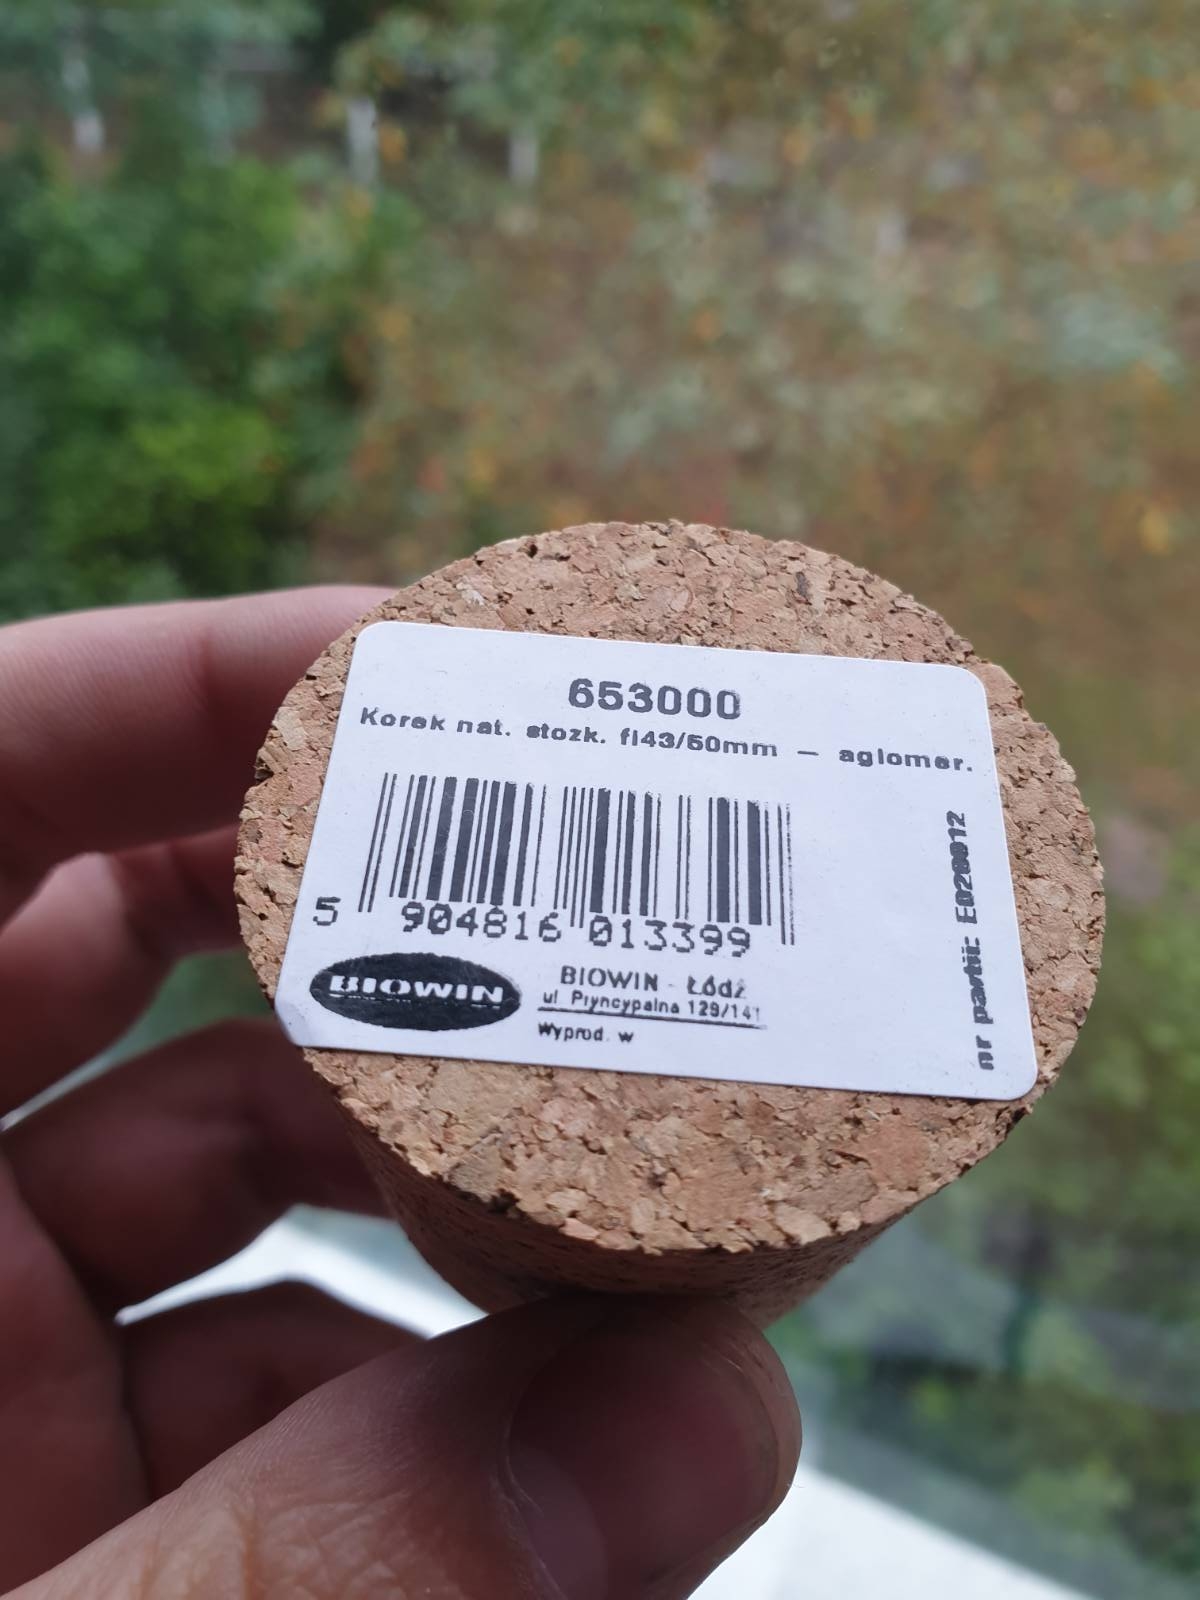 653000
Korek nat. stozk. fi43/50mm – aglomer.
5 904816 013399
nr partii: E020012
BIOWIN
BIOWIN - Łódź
ul. Pryncypalna 129/141
Wyprod. w